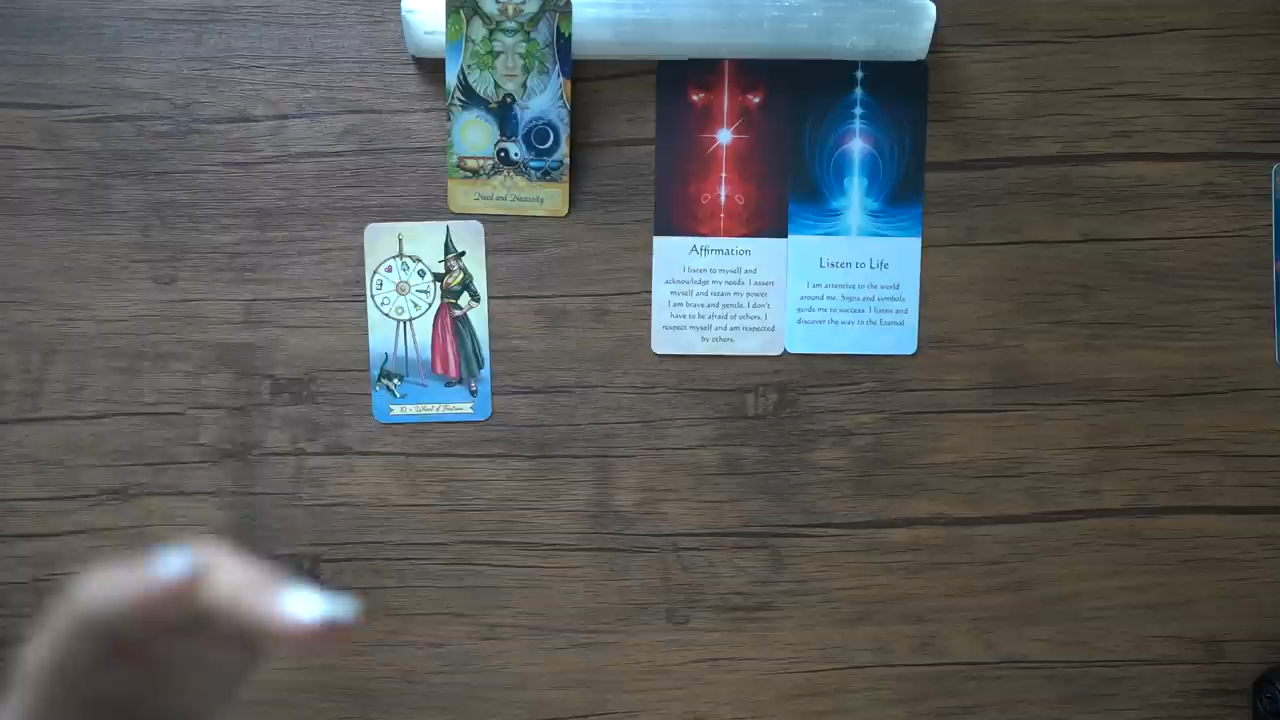 Need and Necessity
10 • Wheel of Fortune
Affirmation
I listen to myself and
acknowledge my needs. I assert
myself and retain my power.
I am brave and gentle. I don't
have to be afraid of others. I
respect myself and am respected
by others.
Listen to Life
I am attentive to the world
around me. Signs and symbols
guide me to success. I listen and
discover the way to the Eternal